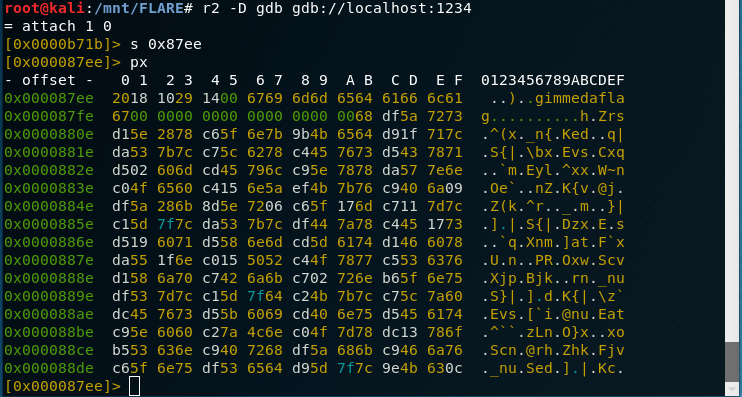 root@kali:/mnt/FLARE# r2 -D gdb gdb://localhost:1234
= attach 1 0
[0x0000b71b]> s 0x87ee
[0x000087ee]> px
- offset -   0 1  2 3  4 5  6 7  8 9  A B  C D  E F  0123456789ABCDEF
0x000087ee  2018 1029 1400 6769 6d6d 6564 6166 6c61   ..)..gimmedafla
0x000087fe  6700 0000 0000 0000 0000 0068 df5a 7273  g..........h.Zrs
0x0000880e  d15e 2878 c65f 6e7b 9b4b 6564 d91f 717c  .^(x._n{.Ked..q|
0x0000881e  da53 7b7c c75c 6278 c445 7673 d543 7871  .S{|.\bx.Evs.Cxq
0x0000882e  d502 606d cd45 796c c95e 7878 da57 7e6e  ..`m.Eyl.^xx.W~n
0x0000883e  c04f 6560 c415 6e5a ef4b 7b76 c940 6a09  .Oe`..nZ.K{v.@j.
0x0000884e  df5a 286b 8d5e 7206 c65f 176d c711 7d7c  .Z(k.^r.._.m..}|
0x0000885e  c15d 7f7c da53 7b7c df44 7a78 c445 1773  .].|.S{|.Dzx.E.s
0x0000886e  d519 6071 d558 6e6d cd5d 6174 d146 6078  ..`q.Xnm.]at.F`x
0x0000887e  da55 1f6e c015 5052 c44f 7877 c553 6376  .U.n..PR.Oxw.Scv
0x0000888e  d158 6a70 c742 6a6b c702 726e b65f 6e75  .Xjp.Bjk..rn._nu
0x0000889e  df53 7d7c c15d 7f64 c24b 7b7c c75c 7a60  .S}|.].d.K{|.\z`
0x000088ae  dc45 7673 d55b 6069 cd40 6e75 d545 6174  .Evs.[`i.@nu.Eat
0x000088be  c95e 6060 c27a 4c6e c04f 7d78 dc13 786f  .^``.zLn.O}x..xo
0x000088ce  b553 636e c940 7268 df5a 686b c946 6a76  .Scn.@rh.Zhk.Fjv
0x000088de  c65f 6e75 df53 6564 d95d 7f7c 9e4b 630c  ._nu.Sed.].|.Kc.
[0x000087ee]>